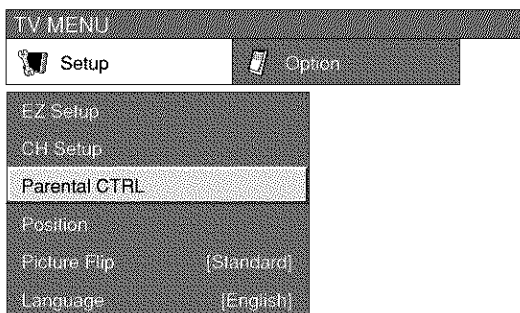 TV MENU
Setup Option
EZ Setup
CH Setup
Parental CTRL
Position
Picture Flip [Standard]
Language [English]